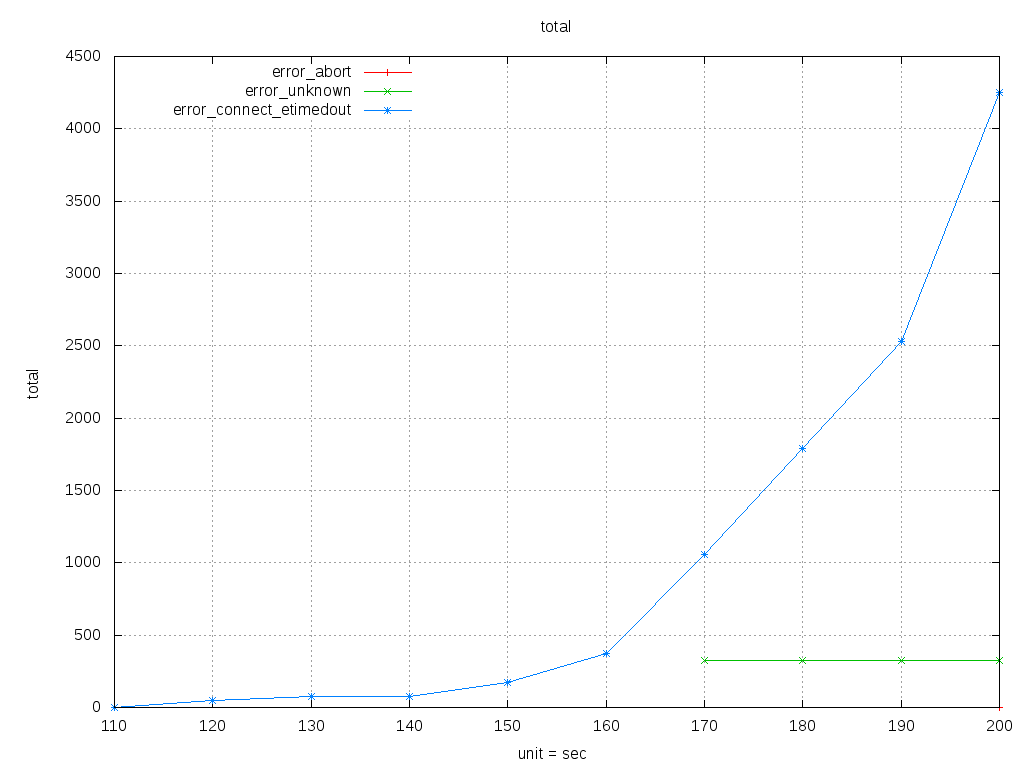 total
4500
4000
3500
3000
2500
2000
1500
1000
500
0
error_abort
error_unknown
error_connect_etimedout
total
110 120 130 140 150 160 170 180 190 200
unit = sec